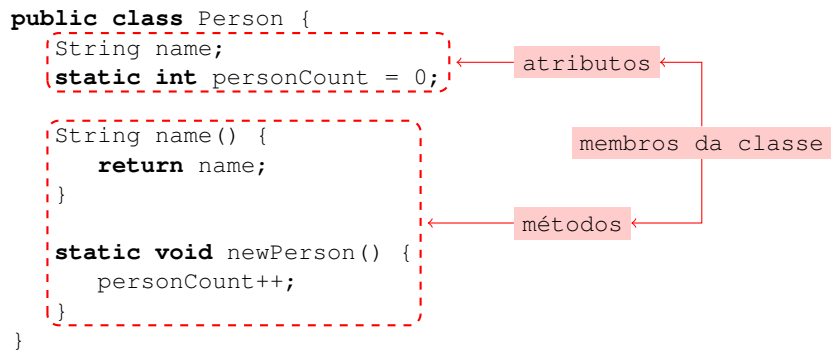 public class Person {
String name;
static int personCount = 0;
atributos
String name() {
membros da classe
return name;
}
métodos
static void newPerson() {
personCount++;
}
}